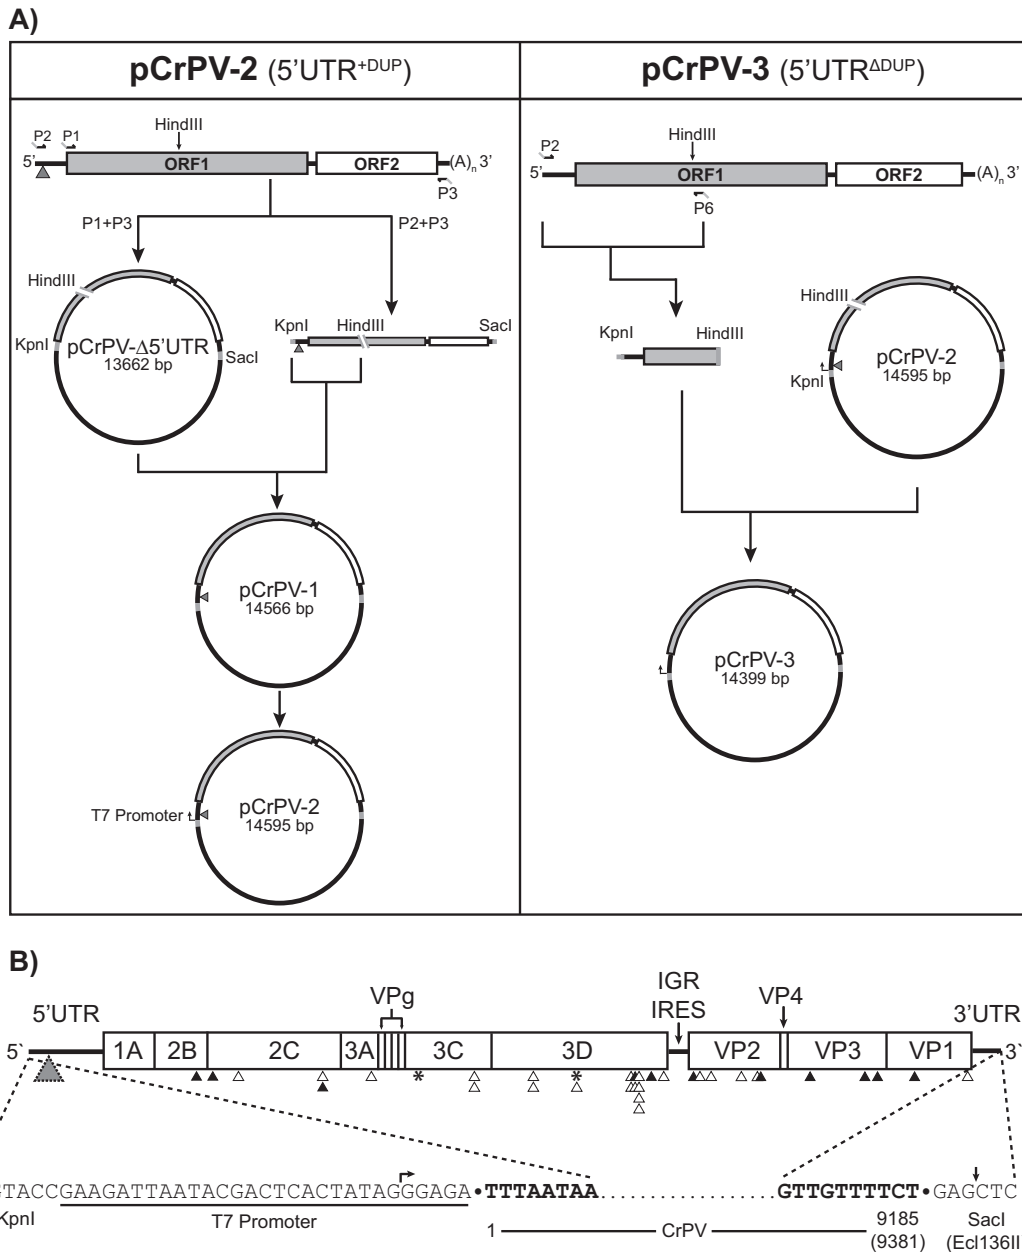 A)
pCrPV-2 (5'UTR+DUP)
pCrPV-3 (5'UTRΔDUP)
HindIII
P2 P1
5' ORF1 ORF2 (A)n 3'
P3
P1+P3 P2+P3
HindIII
KpnI
pCrPV-Δ5'UTR
13662 bp
SacI
KpnI HindIII SacI
pCrPV-1
14566 bp
T7 Promoter
pCrPV-2
14595 bp
HindIII
P2
5' ORF1 ORF2 (A)n 3'
P6
KpnI HindIII
HindIII
KpnI
pCrPV-2
14595 bp
pCrPV-3
14399 bp
B)
5'UTR VPg IGR IRES VP4 3'UTR
5` 1A 2B 2C 3A 3C 3D VP2 VP3 VP1 3`
* *
GTACCGAAGATTAATACGACTCACTATAGGGAGA•TTTAATAA......................GTTGTTTTCT•GAGCTC
KpnI T7 Promoter 1 CrPV 9185 SacI
(9381) (Ecl136II